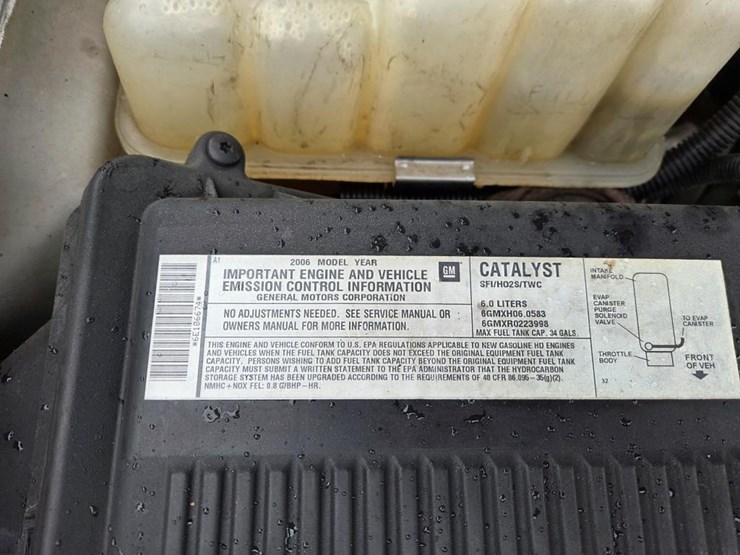 *6C1B6674*
A1
2006 MODEL YEAR
IMPORTANT ENGINE AND VEHICLE
EMISSION CONTROL INFORMATION
GENERAL MOTORS CORPORATION
GM
NO ADJUSTMENTS NEEDED. SEE SERVICE MANUAL OR
OWNERS MANUAL FOR MORE INFORMATION.
CATALYST
SFI/HO2S/TWC
6.0 LITERS
6GMXH06.0583
6GMXR0223998
MAX FUEL TANK CAP. 34 GALS
THIS ENGINE AND VEHICLE CONFORM TO U.S. EPA REGULATIONS APPLICABLE TO NEW GASOLINE HD ENGINES
AND VEHICLES WHEN THE FUEL TANK CAPACITY DOES NOT EXCEED THE ORIGINAL EQUIPMENT FUEL TANK
CAPACITY. PERSONS WISHING TO ADD FUEL TANK CAPACITY BEYOND THE ORIGINAL EQUIPMENT FUEL TANK
CAPACITY MUST SUBMIT A WRITTEN STATEMENT TO THE EPA ADMINISTRATOR THAT THE HYDROCARBON
STORAGE SYSTEM HAS BEEN UPGRADED ACCORDING TO THE REQUIREMENTS OF 40 CFR 86.095-35(g)(2).
NMHC + NOX FEL: 0.8 G/BHP-HR.
INTAKE
MANIFOLD
EVAP
CANISTER
PURGE
SOLENOID
VALVE
TO EVAP
CANISTER
THROTTLE
BODY
FRONT
OF VEH